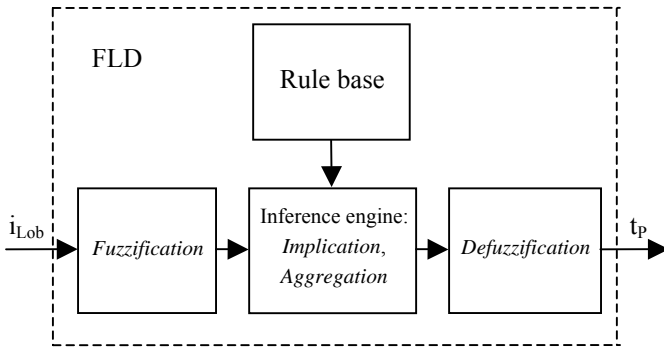 FLD
Rule base
i_Lob
Fuzzification
Inference engine:
Implication,
Aggregation
Defuzzification
t_P